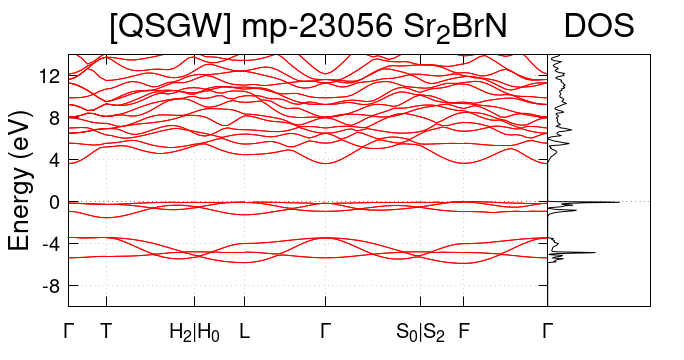 [QSGW] mp-23056 Sr₂BrN DOS
Energy (eV)
12
8
4
0
-4
-8
Γ T H₂|H₀ L Γ S₀|S₂ F Γ